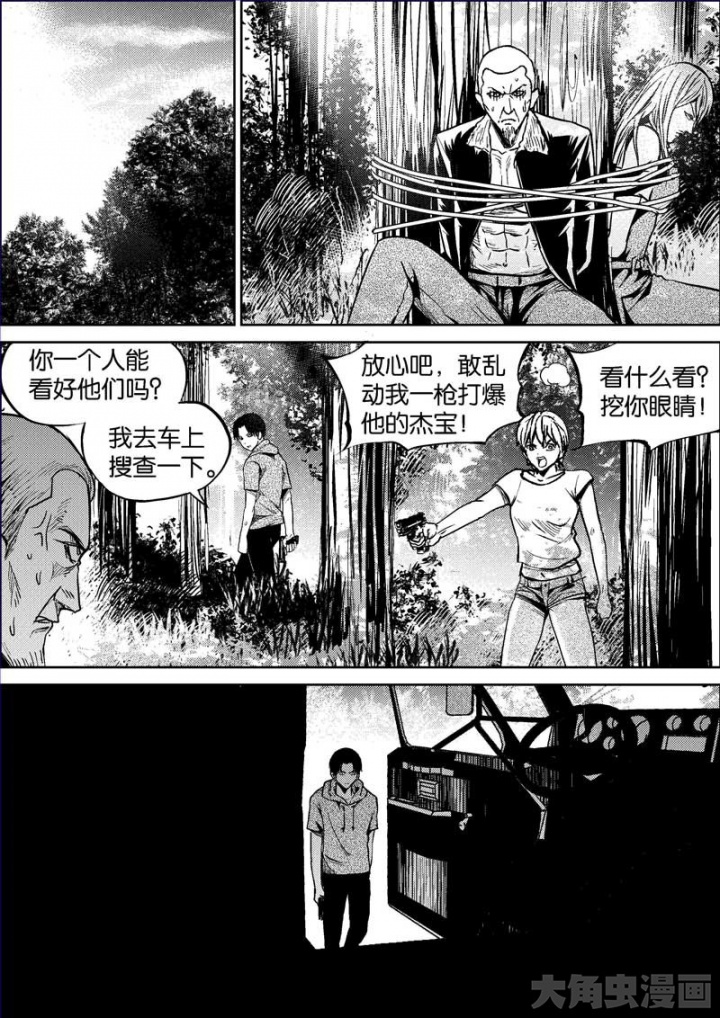 你一个人能
看好他们吗？
我去车上
搜查一下。
放心吧，敢乱
动我一枪打爆
他的杰宝！
看什么看？
挖你眼睛！
大角虫漫画